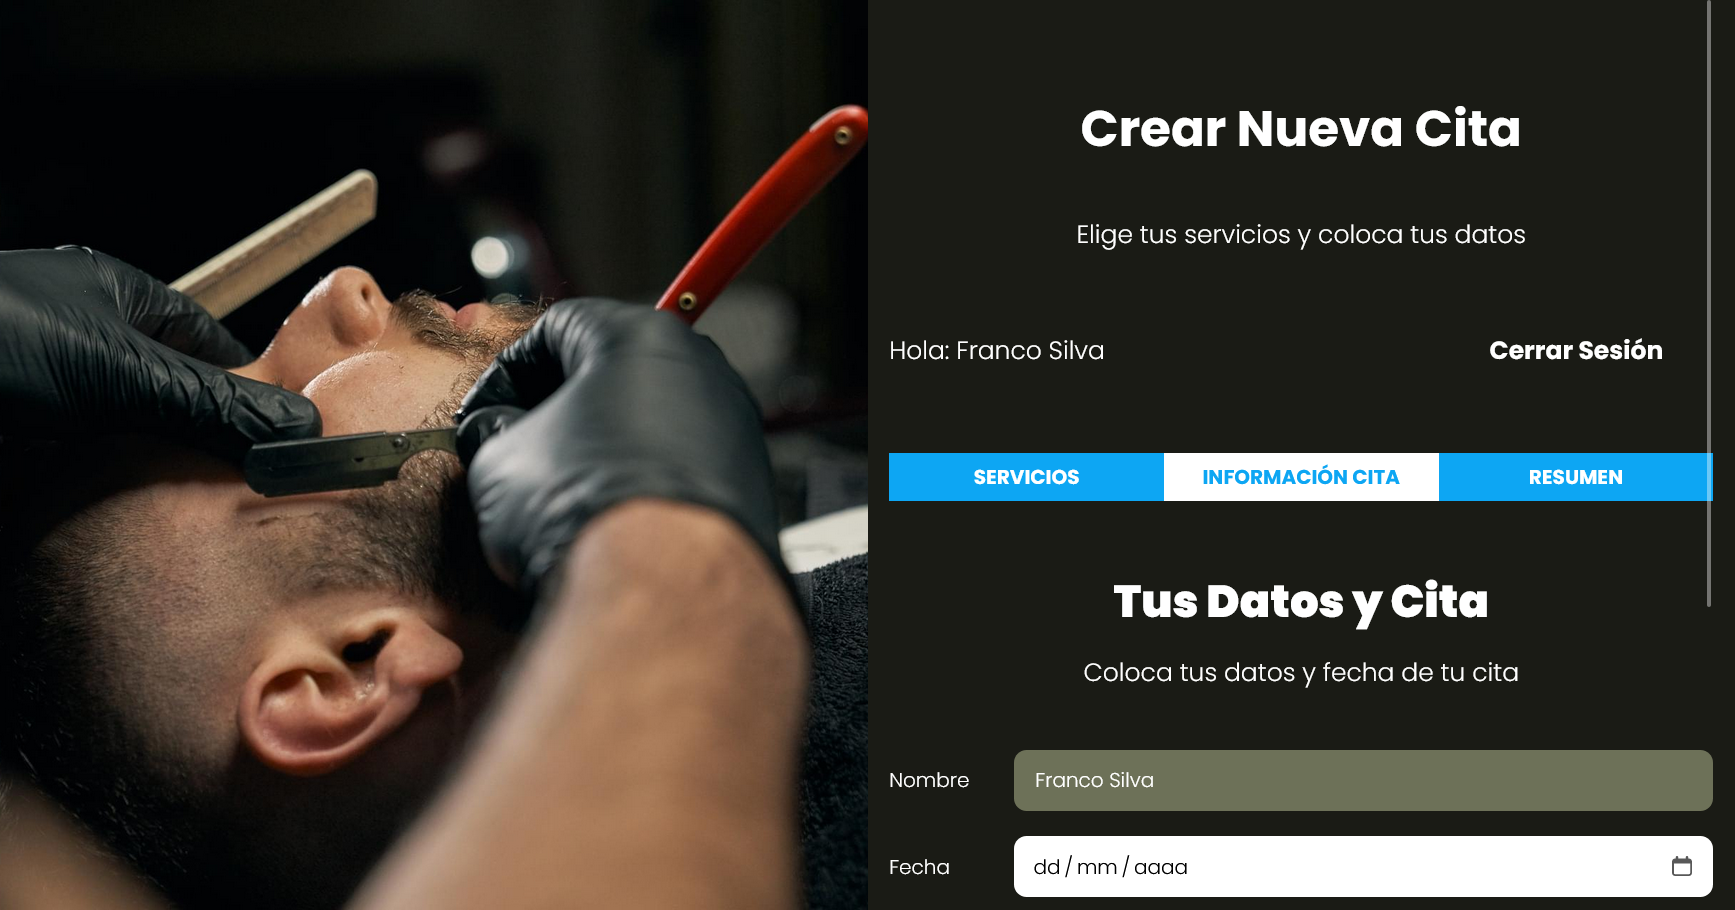 Crear Nueva Cita
Elige tus servicios y coloca tus datos
Hola: Franco Silva
Cerrar Sesión
SERVICIOS
INFORMACIÓN CITA
RESUMEN
Tus Datos y Cita
Coloca tus datos y fecha de tu cita
Nombre
Franco Silva
Fecha
dd / mm / aaaa